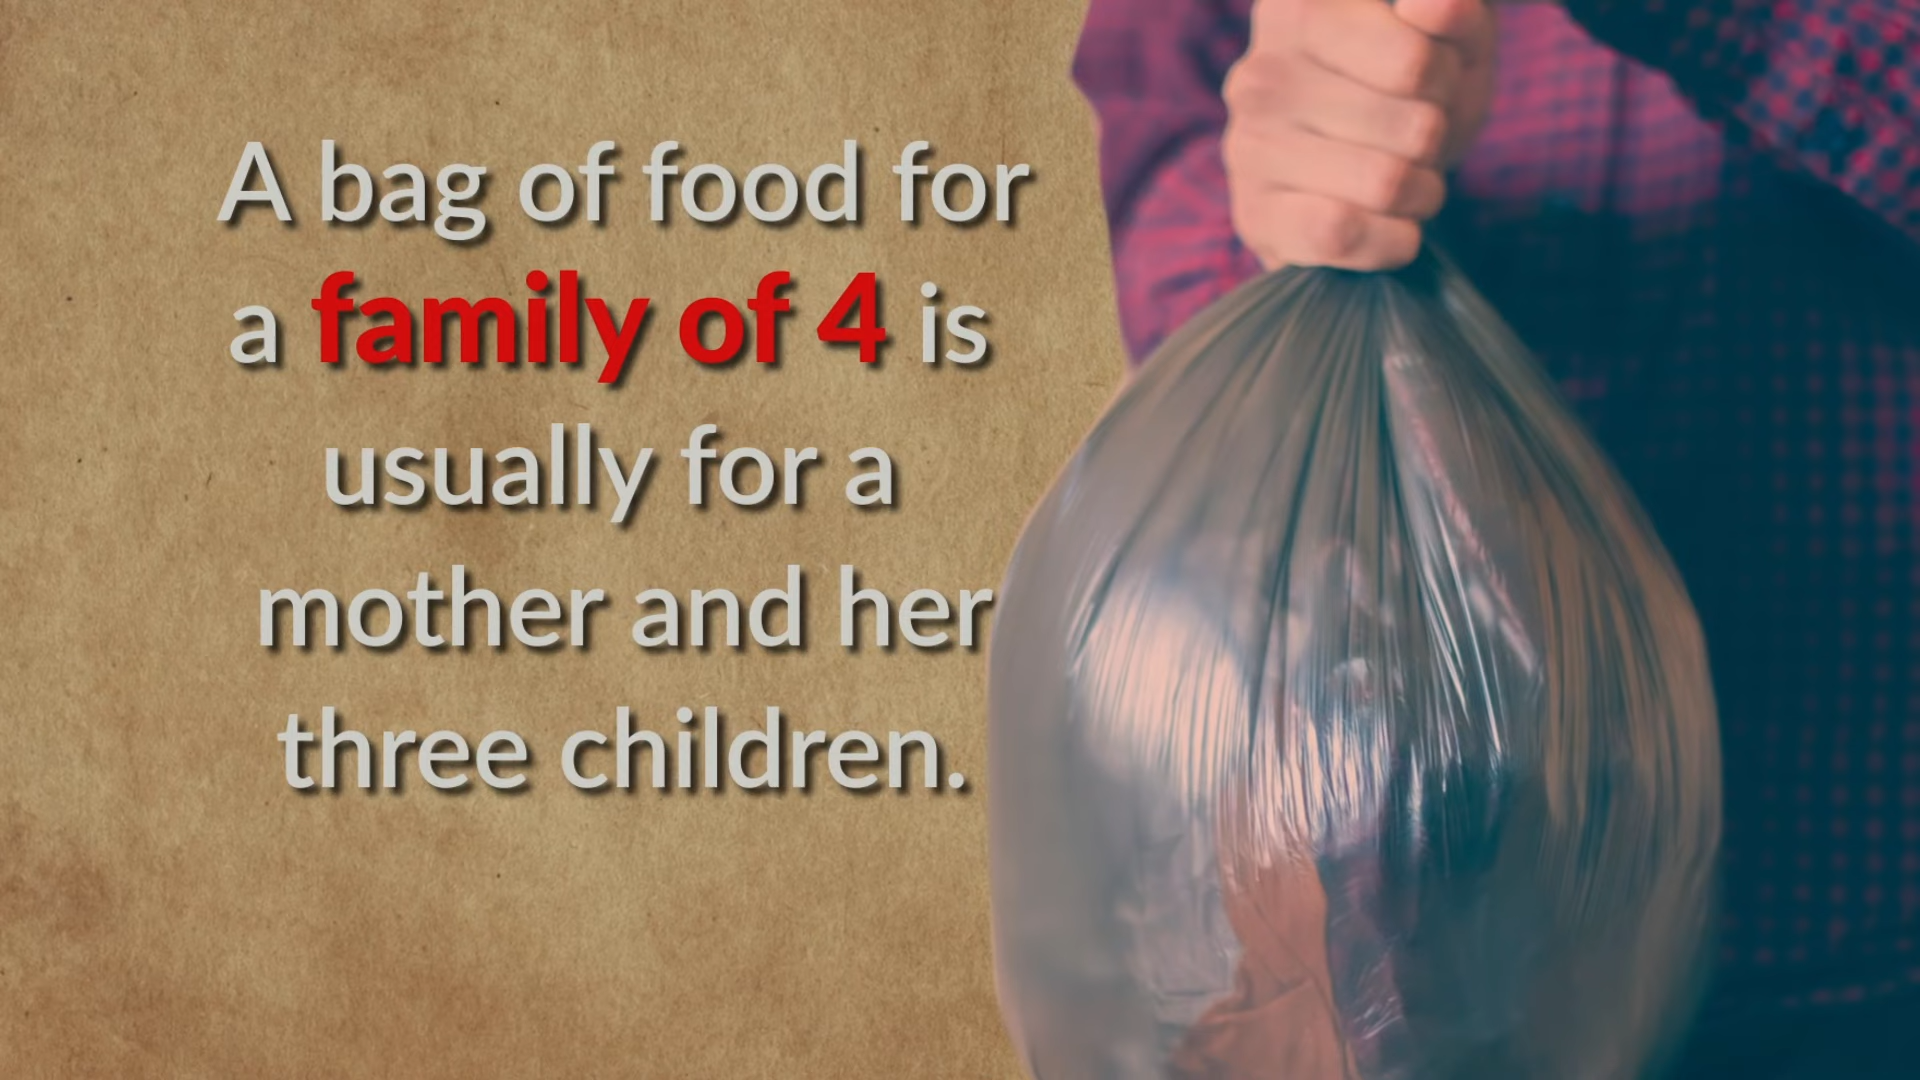 A bag of food for
a family of 4 is
usually for a
mother and her
three children.